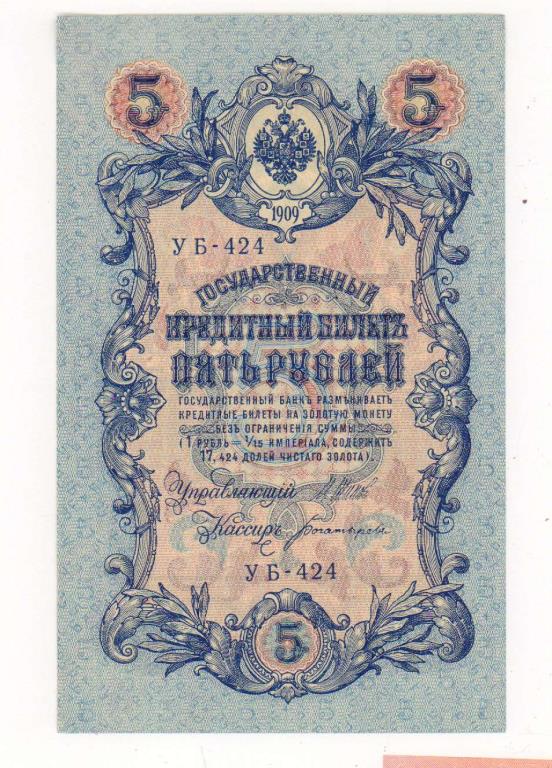 5 5
1909
УБ-424
ГОСУДАРСТВЕННЫЙ
КРЕДИТНЫЙ БИЛЕТЪ
ПЯТЬ РУБЛЕЙ
ГОСУДАРСТВЕННЫЙ БАНКЪ РАЗМѢНИВАЕТЪ
КРЕДИТНЫЕ БИЛЕТЫ НА ЗОЛОТУЮ МОНЕТУ
БЕЗЪ ОГРАНИЧЕНІЯ СУММЫ
(1 РУБЛЬ = 1/15 ИМПЕРІАЛА, СОДЕРЖИТЪ
17,424 ДОЛЕЙ ЧИСТАГО ЗОЛОТА).
Управляющій
Кассиръ Богатыревъ
УБ-424
5